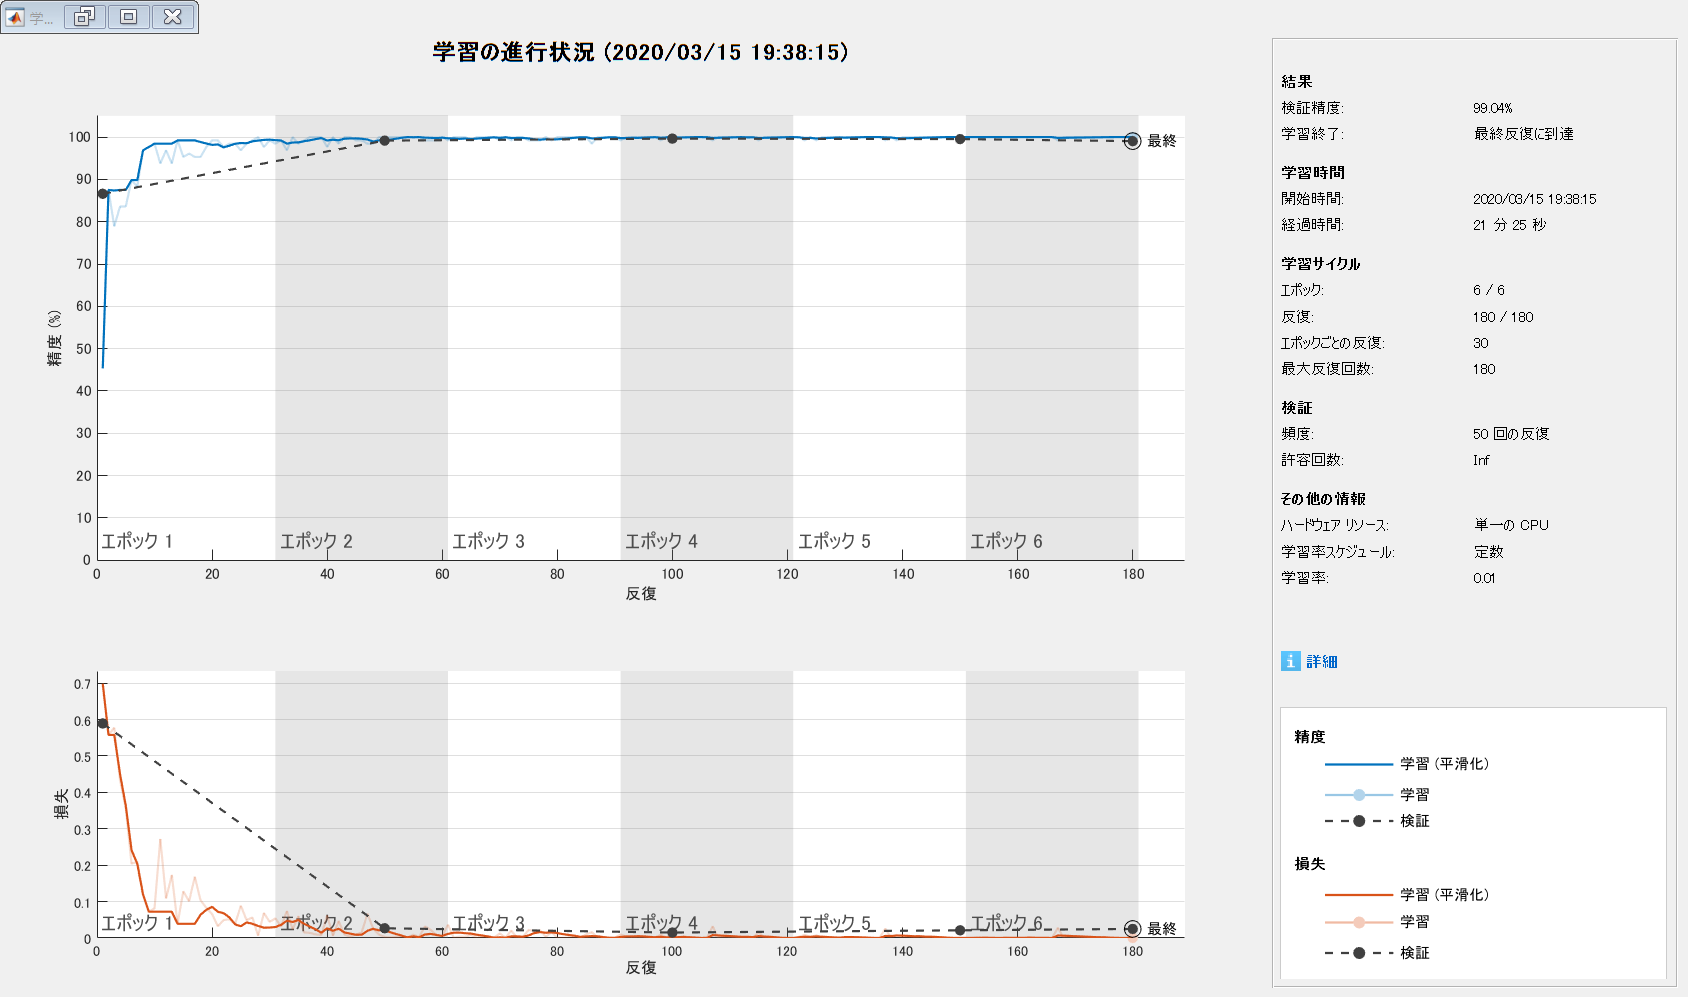 学...
学習の進行状況 (2020/03/15 19:38:15)
100
90
80
70
60
50
40
30
20
10
0
精度 (%)
エポック 1
エポック 2
エポック 3
エポック 4
エポック 5
エポック 6
0 20 40 60 80 100 120 140 160 180
反復
最終
0.7
0.6
0.5
0.4
0.3
0.2
0.1
0
損失
エポック 1
エポック 2
エポック 3
エポック 4
エポック 5
エポック 6
0 20 40 60 80 100 120 140 160 180
反復
最終
結果
検証精度: 99.04%
学習終了: 最終反復に到達
学習時間
開始時間: 2020/03/15 19:38:15
経過時間: 21 分 25 秒
学習サイクル
エポック: 6 / 6
反復: 180 / 180
エポックごとの反復: 30
最大反復回数: 180
検証
頻度: 50 回の反復
許容回数: Inf
その他の情報
ハードウェア リソース: 単一の CPU
学習率スケジュール: 定数
学習率: 0.01
i 詳細
精度
学習 (平滑化)
学習
検証
損失
学習 (平滑化)
学習
検証